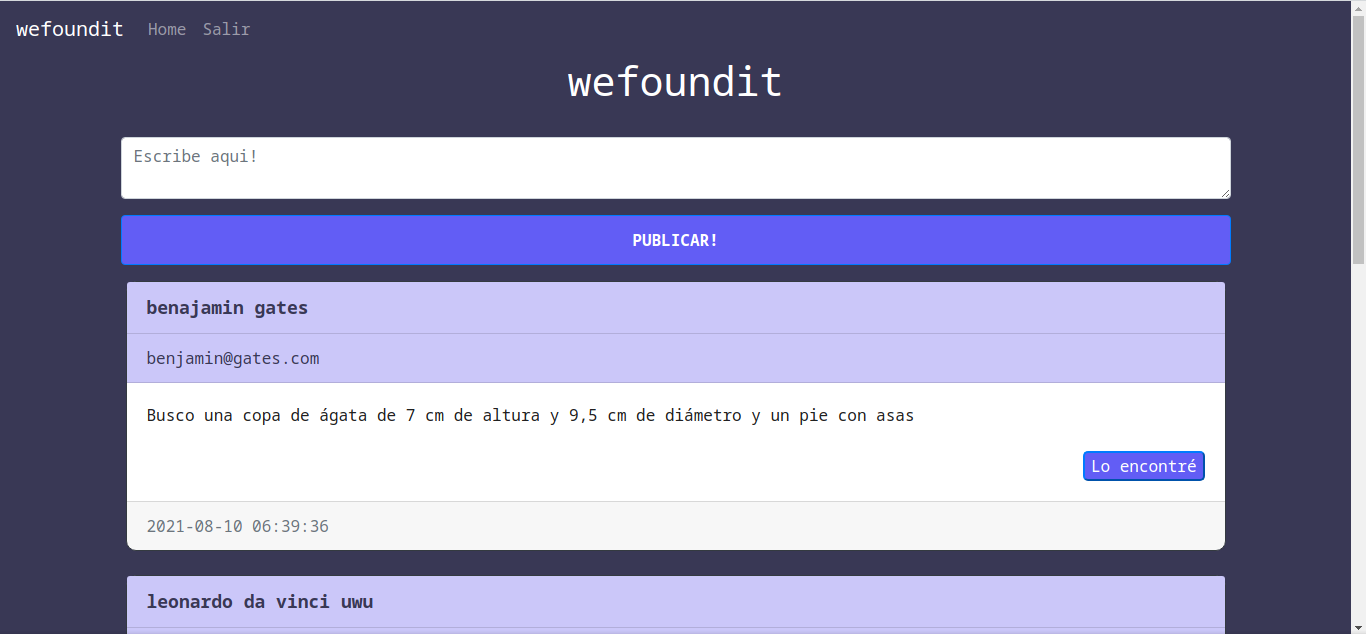 wefoundit Home Salir
wefoundit
Escribe aqui!
PUBLICAR!
benajamin gates
benjamin@gates.com
Busco una copa de ágata de 7 cm de altura y 9,5 cm de diámetro y un pie con asas
Lo encontré
2021-08-10 06:39:36
leonardo da vinci uwu